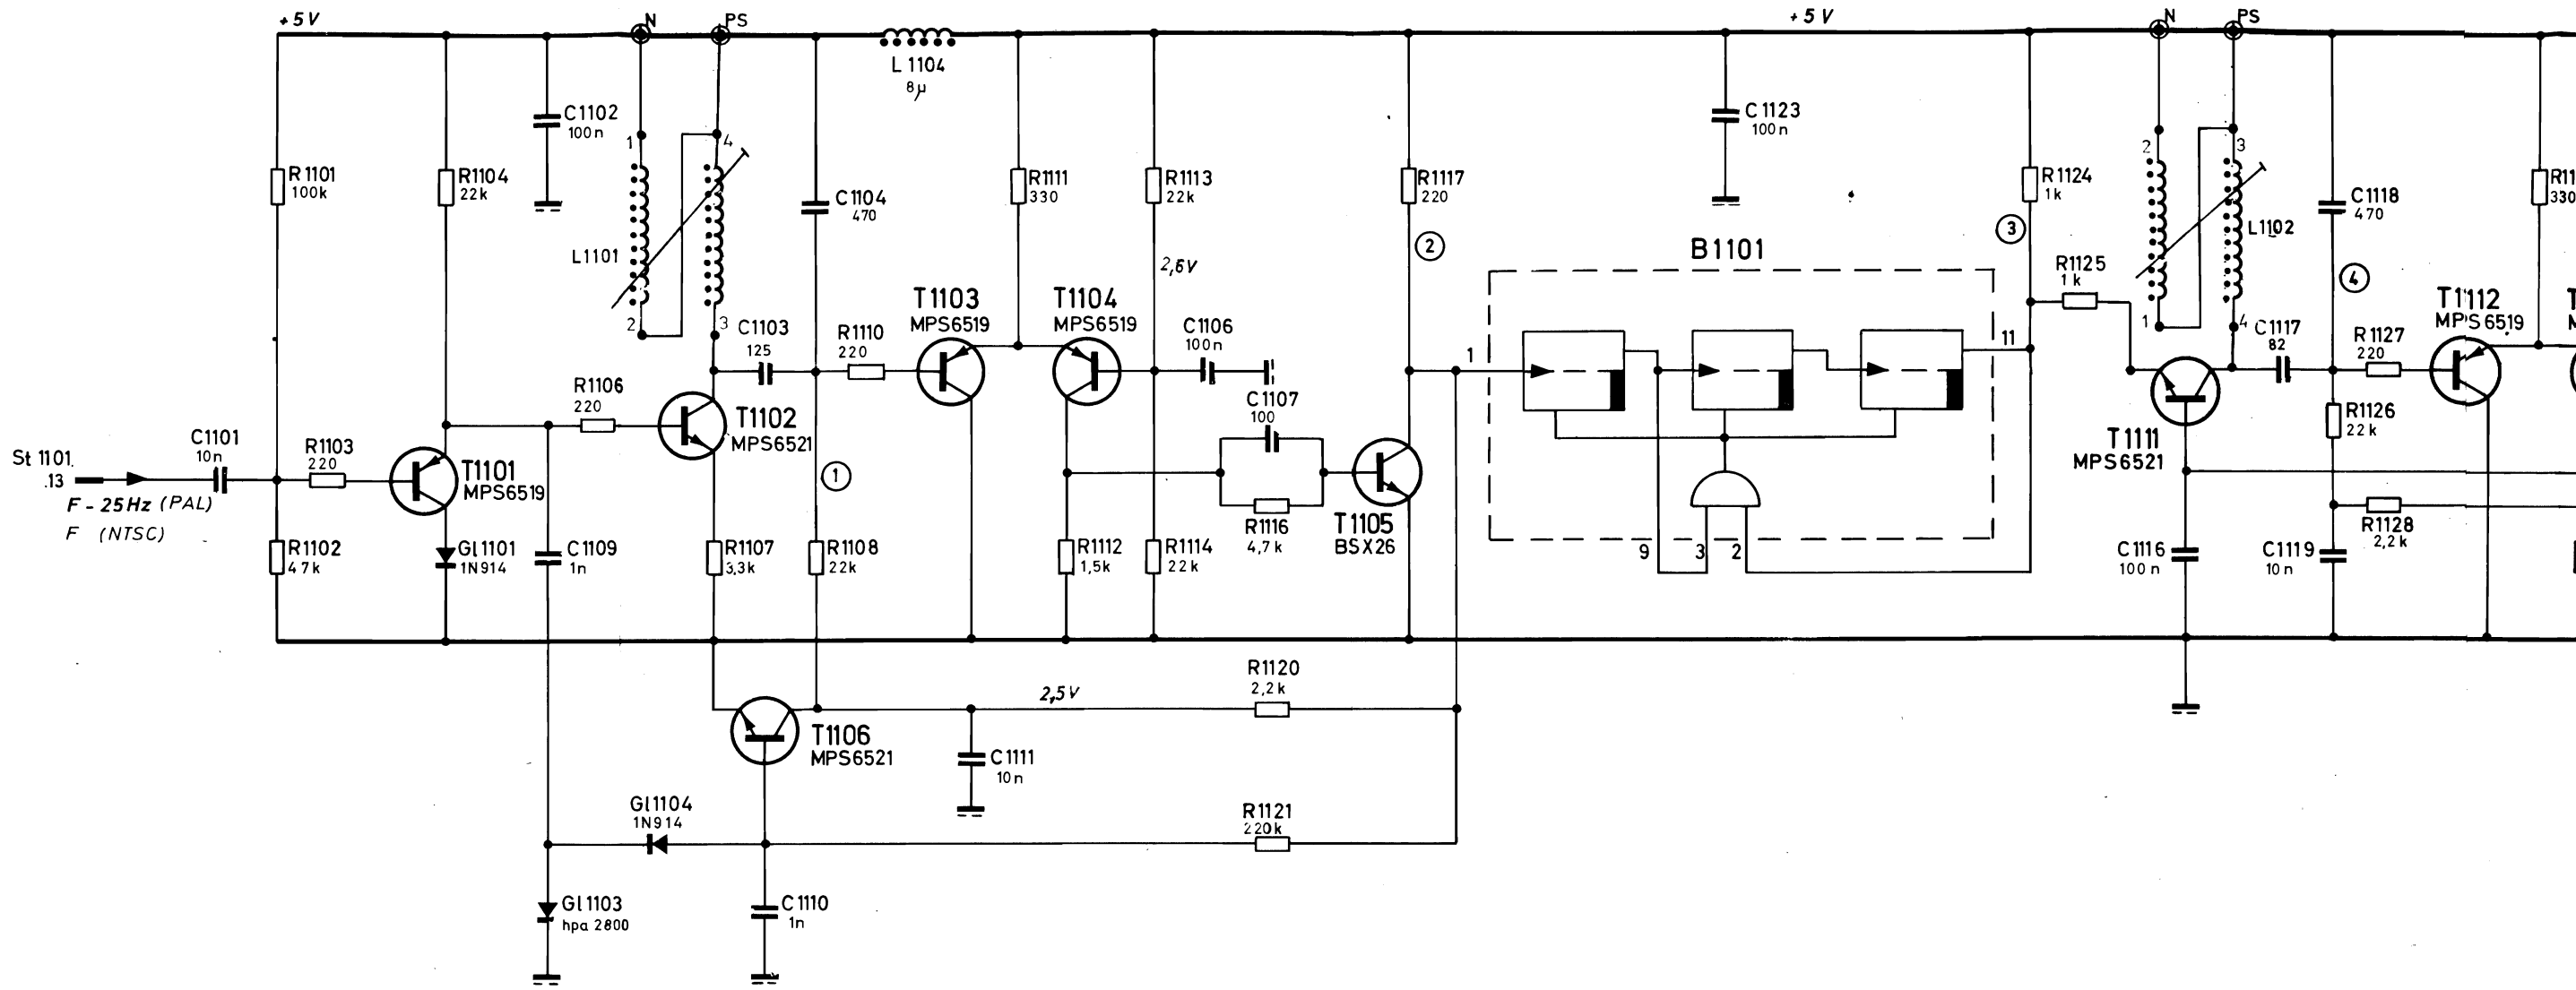 +5V
N
PS
L1104
8µ
+5V
N
PS
C1102
100n
1
4
R1101
100k
R1104
22k
L1101
2
3
C1104
470
R1111
330
R1113
22k
2,6V
R1117
220
2
C1123
100n
B1101
R1124
1k
3
R1125
1k
2
3
L1102
1
4
C1118
470
4
R11
330
C1103
125
R1110
220
T1103
MPS6519
T1104
MPS6519
C1106
100n
C1107
100
R1116
4,7k
T1105
BSX26
1
11
9
3
2
C1117
82
R1127
220
T1112
MPS6519
T1111
MPS6521
R1126
22k
R1128
2,2k
C1116
100n
C1119
10n
St 1101
.13
F-25Hz (PAL)
F (NTSC)
C1101
10n
R1103
220
T1101
MPS6519
R1106
220
T1102
MPS6521
1
R1102
47k
Gl1101
1N914
C1109
1n
R1107
3,3k
R1108
22k
R1112
1,5k
R1114
22k
T1106
MPS6521
2,5V
R1120
2,2k
C1111
10n
Gl1104
1N914
R1121
220k
Gl1103
hpa 2800
C1110
1n